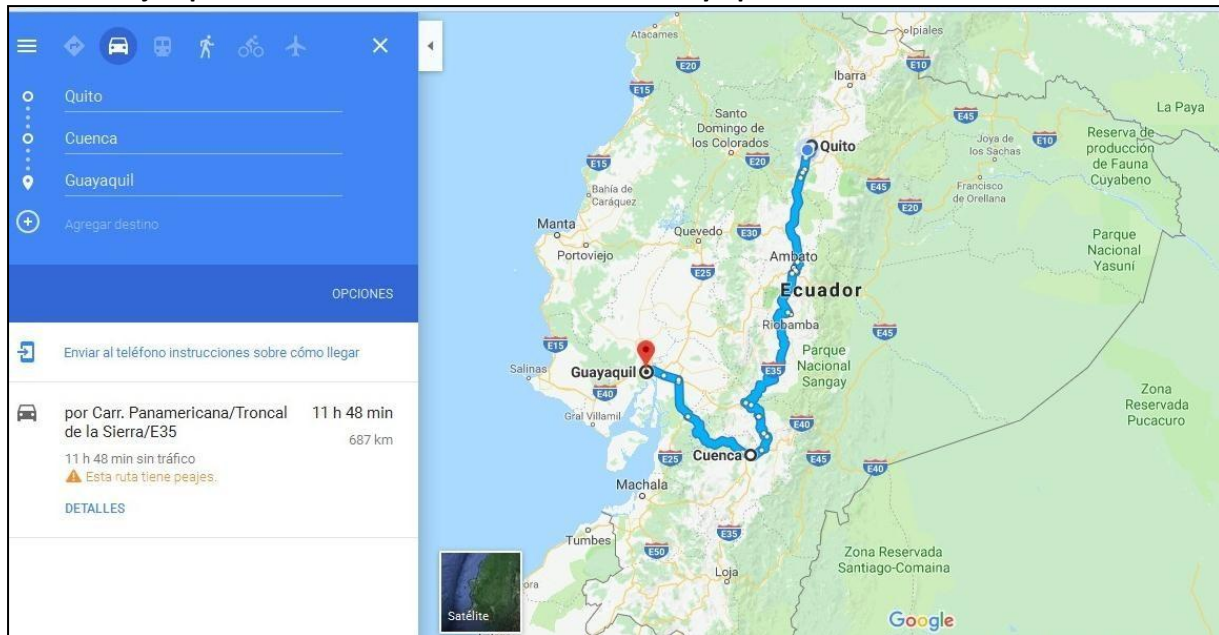 Quito
Cuenca
Guayaquil
Agregar destino
OPCIONES
Enviar al teléfono instrucciones sobre cómo llegar
por Carr. Panamericana/Troncal
de la Sierra/E35
11 h 48 min
687 km
11 h 48 min sin tráfico
Esta ruta tiene peajes.
DETALLES
Satélite
Atacames
Ipiales
E20
E10
Ibarra
E15
La Paya
Santo
Domingo de
los Colorados
E45
Joya de
los Sachas
E10
Reserva de
producción
de Fauna
Cuyabeno
Quito
E20
E15
E45
Francisco
de Orellana
E20
Bahía de
Caráquez
Manta
Quevedo
E30
Portoviejo
Ambato
Parque
Nacional
Yasuní
E25
Ecuador
Riobamba
E15
E45
Salinas
Guayaquil
E35
Parque
Nacional
Sangay
E40
Zona
Reservada
Pucacuro
Gral Villamil
E40
Cuenca
E25
E45
E40
Machala
Tumbes
E35
E50
Loja
Zona Reservada
Santiago-Comaina
ora
Google